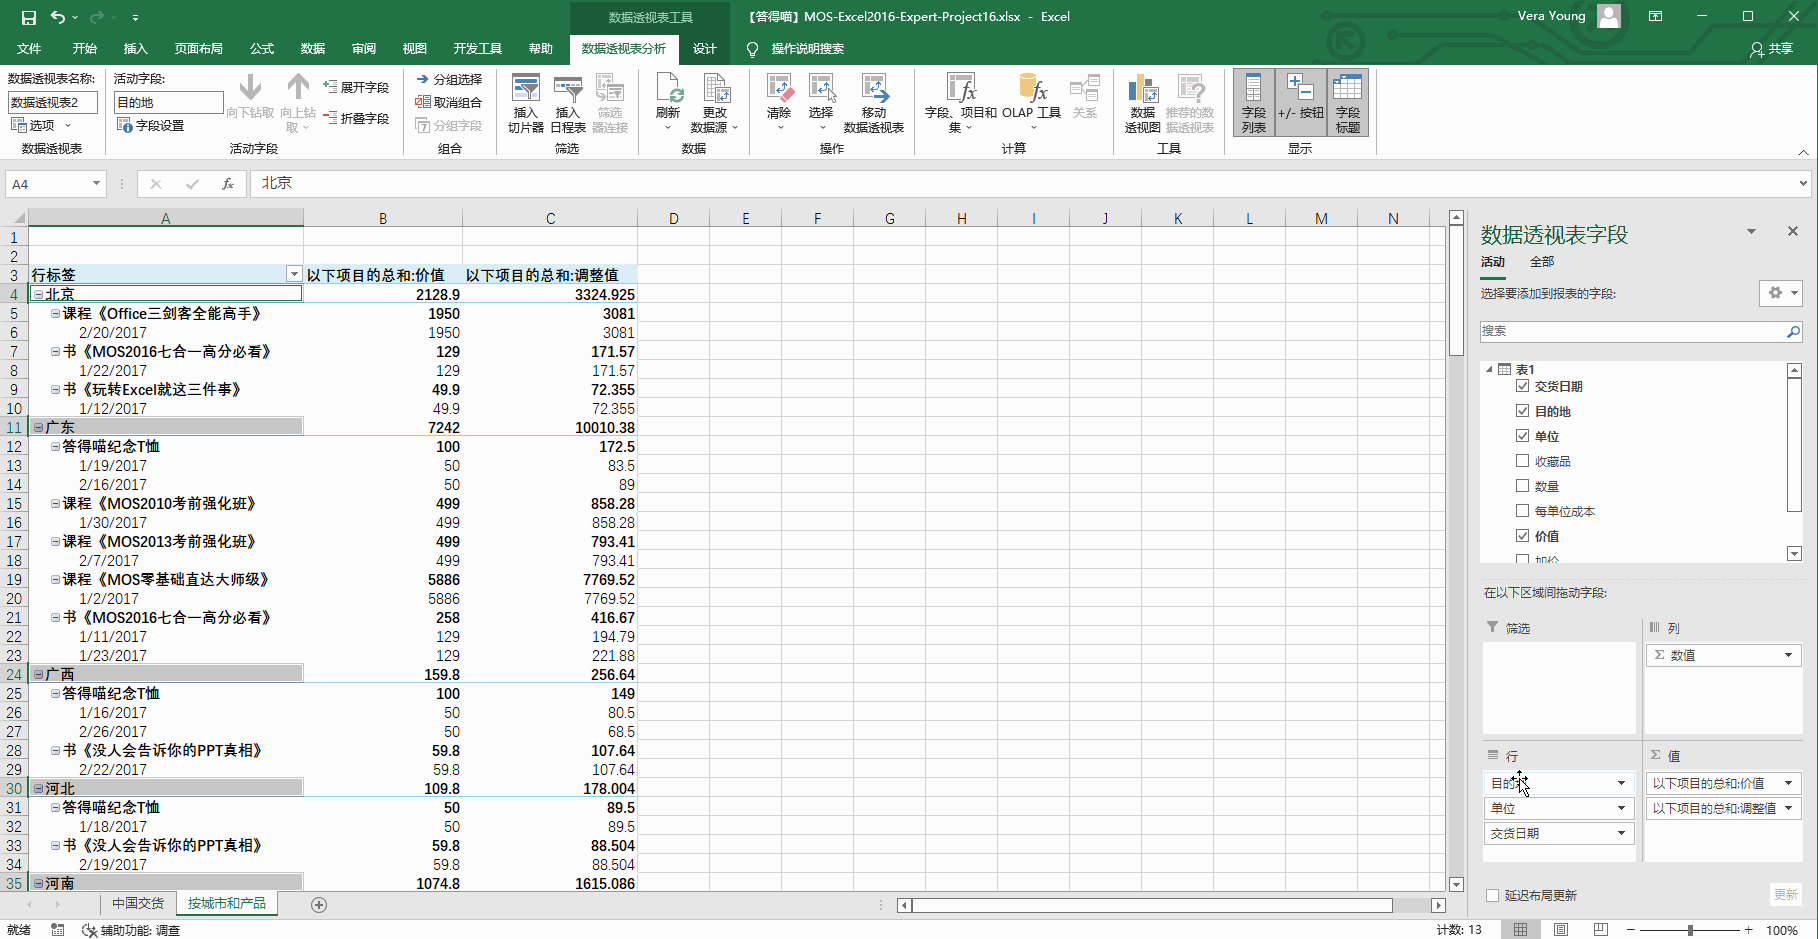 数据透视表工具
【答得喵】MOS-Excel2016-Expert-Project16.xlsx - Excel
Vera Young
文件 开始 插入 页面布局 公式 数据 审阅 视图 开发工具 帮助 数据透视表分析 设计 操作说明搜索 共享
数据透视表名称:
数据透视表2
选项
数据透视表
活动字段:
目的地
字段设置
向下钻取
向上钻取
展开字段
折叠字段
活动字段
分组选择
取消组合
7 分组字段
组合
插入切片器
插入日程表
筛选器连接
筛选
刷新
更改数据源
数据
清除
选择
移动数据透视表
操作
字段、项目和集
OLAP 工具
关系
计算
数据透视图
推荐的数据透视表
工具
字段列表
+/- 按钮
字段标题
显示
A4
fx
北京
A B C D E F G H I J K L M N
1
2
3 行标签 以下项目的总和:价值 以下项目的总和:调整值
4 北京 2128.9 3324.925
5 课程《Office三剑客全能高手》 1950 3081
6 2/20/2017 1950 3081
7 书《MOS2016七合一高分必看》 129 171.57
8 1/22/2017 129 171.57
9 书《玩转Excel就这三件事》 49.9 72.355
10 1/12/2017 49.9 72.355
11 广东 7242 10010.38
12 答得喵纪念T恤 100 172.5
13 1/19/2017 50 83.5
14 2/16/2017 50 89
15 课程《MOS2010考前强化班》 499 858.28
16 1/30/2017 499 858.28
17 课程《MOS2013考前强化班》 499 793.41
18 2/7/2017 499 793.41
19 课程《MOS零基础直达大师级》 5886 7769.52
20 1/2/2017 5886 7769.52
21 书《MOS2016七合一高分必看》 258 416.67
22 1/11/2017 129 194.79
23 1/23/2017 129 221.88
24 广西 159.8 256.64
25 答得喵纪念T恤 100 149
26 1/16/2017 50 80.5
27 2/26/2017 50 68.5
28 书《没人会告诉你的PPT真相》 59.8 107.64
29 2/22/2017 59.8 107.64
30 河北 109.8 178.004
31 答得喵纪念T恤 50 89.5
32 1/18/2017 50 89.5
33 书《没人会告诉你的PPT真相》 59.8 88.504
34 2/19/2017 59.8 88.504
35 河南 1074.8 1615.086
中国交货 按城市和产品
就绪
辅助功能: 调查
计数: 13
100%
数据透视表字段
活动 全部
选择要添加到报表的字段:
搜索
表1
交货日期
目的地
单位
收藏品
数量
每单位成本
价值
加价
在以下区域间拖动字段:
筛选
列
Σ 数值
行
目的
单位
交货日期
Σ 值
以下项目的总和:价值
以下项目的总和:调整值
延迟布局更新
更新